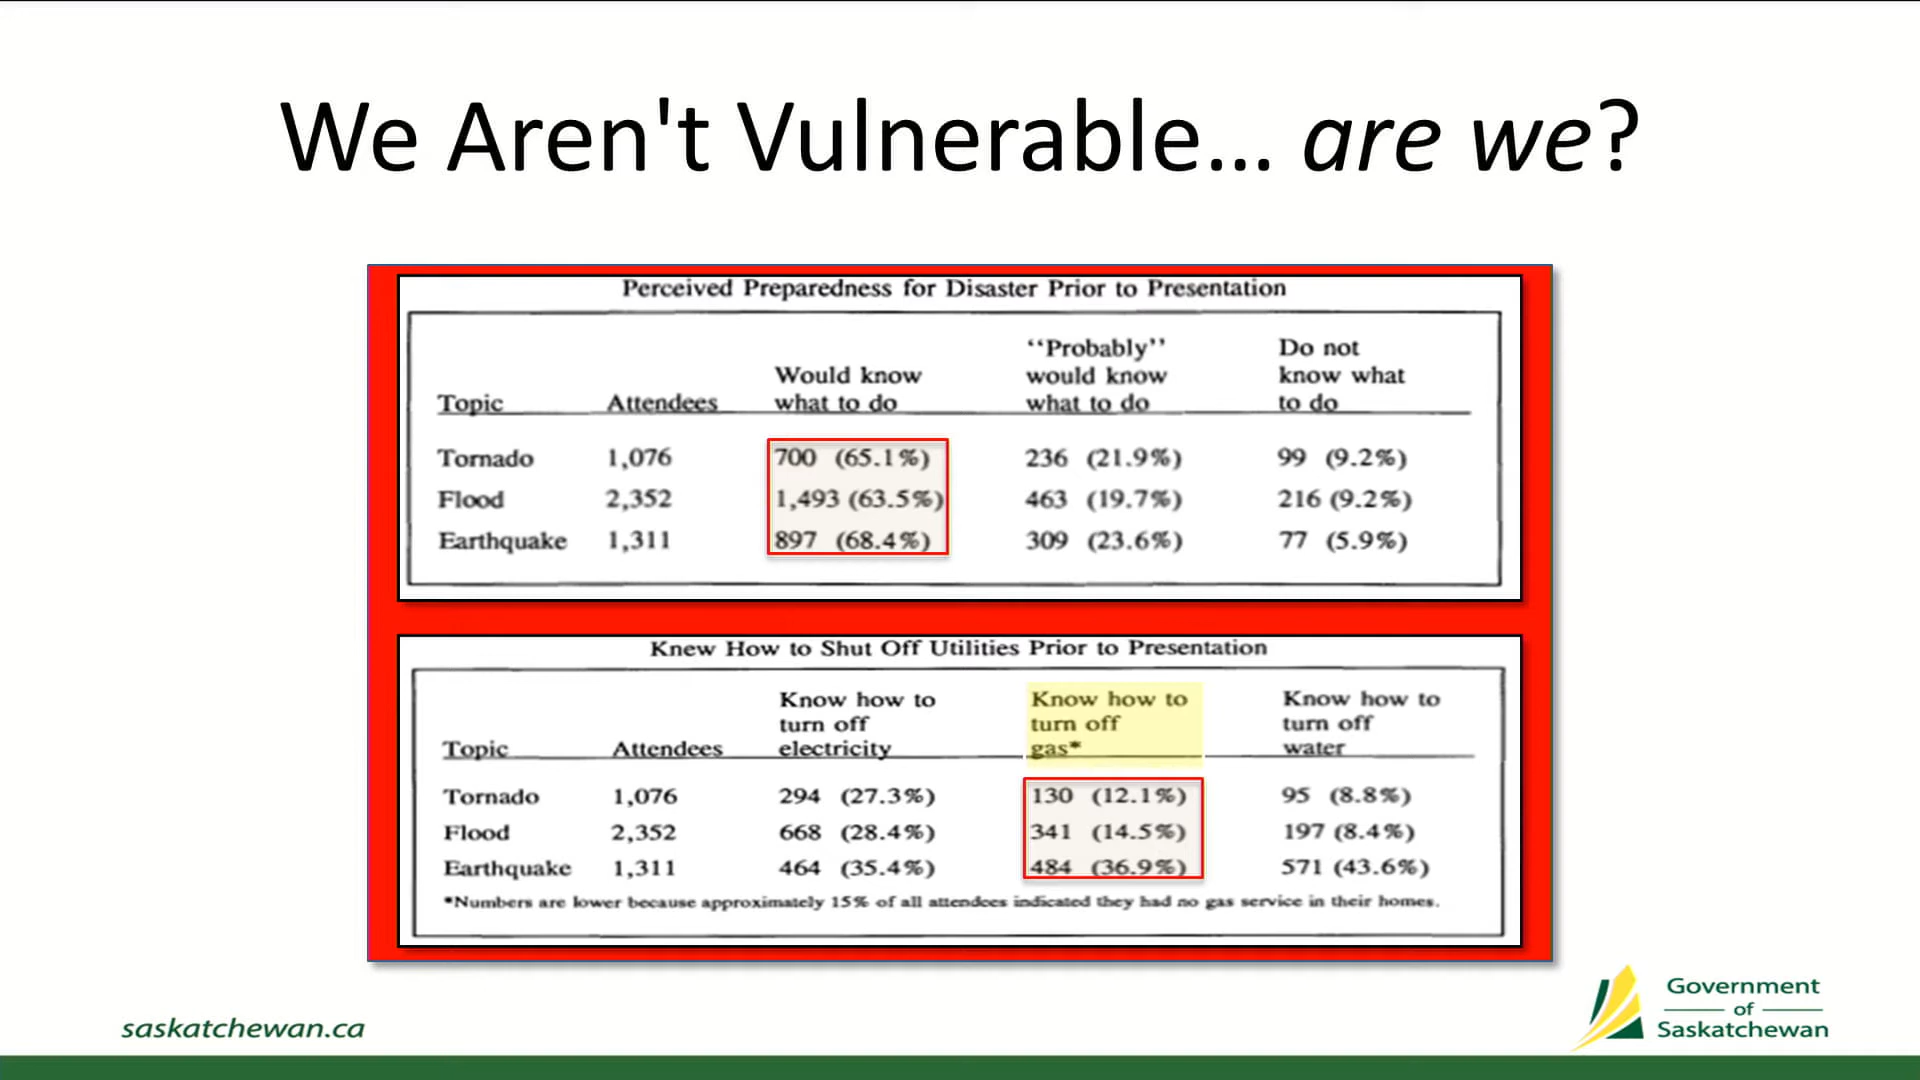 We Aren't Vulnerable... are we?
Perceived Preparedness for Disaster Prior to Presentation
Topic Attendees Would know what to do ‘‘Probably’’ would know what to do Do not know what to do
Tornado 1,076 700 (65.1%) 236 (21.9%) 99 (9.2%)
Flood 2,352 1,493 (63.5%) 463 (19.7%) 216 (9.2%)
Earthquake 1,311 897 (68.4%) 309 (23.6%) 77 (5.9%)
Knew How to Shut Off Utilities Prior to Presentation
Topic Attendees Know how to turn off electricity Know how to turn off gas* Know how to turn off water
Tornado 1,076 294 (27.3%) 130 (12.1%) 95 (8.8%)
Flood 2,352 668 (28.4%) 341 (14.5%) 197 (8.4%)
Earthquake 1,311 464 (35.4%) 484 (36.9%) 571 (43.6%)
*Numbers are lower because approximately 15% of all attendees indicated they had no gas service in their homes.
saskatchewan.ca
Government
of
Saskatchewan